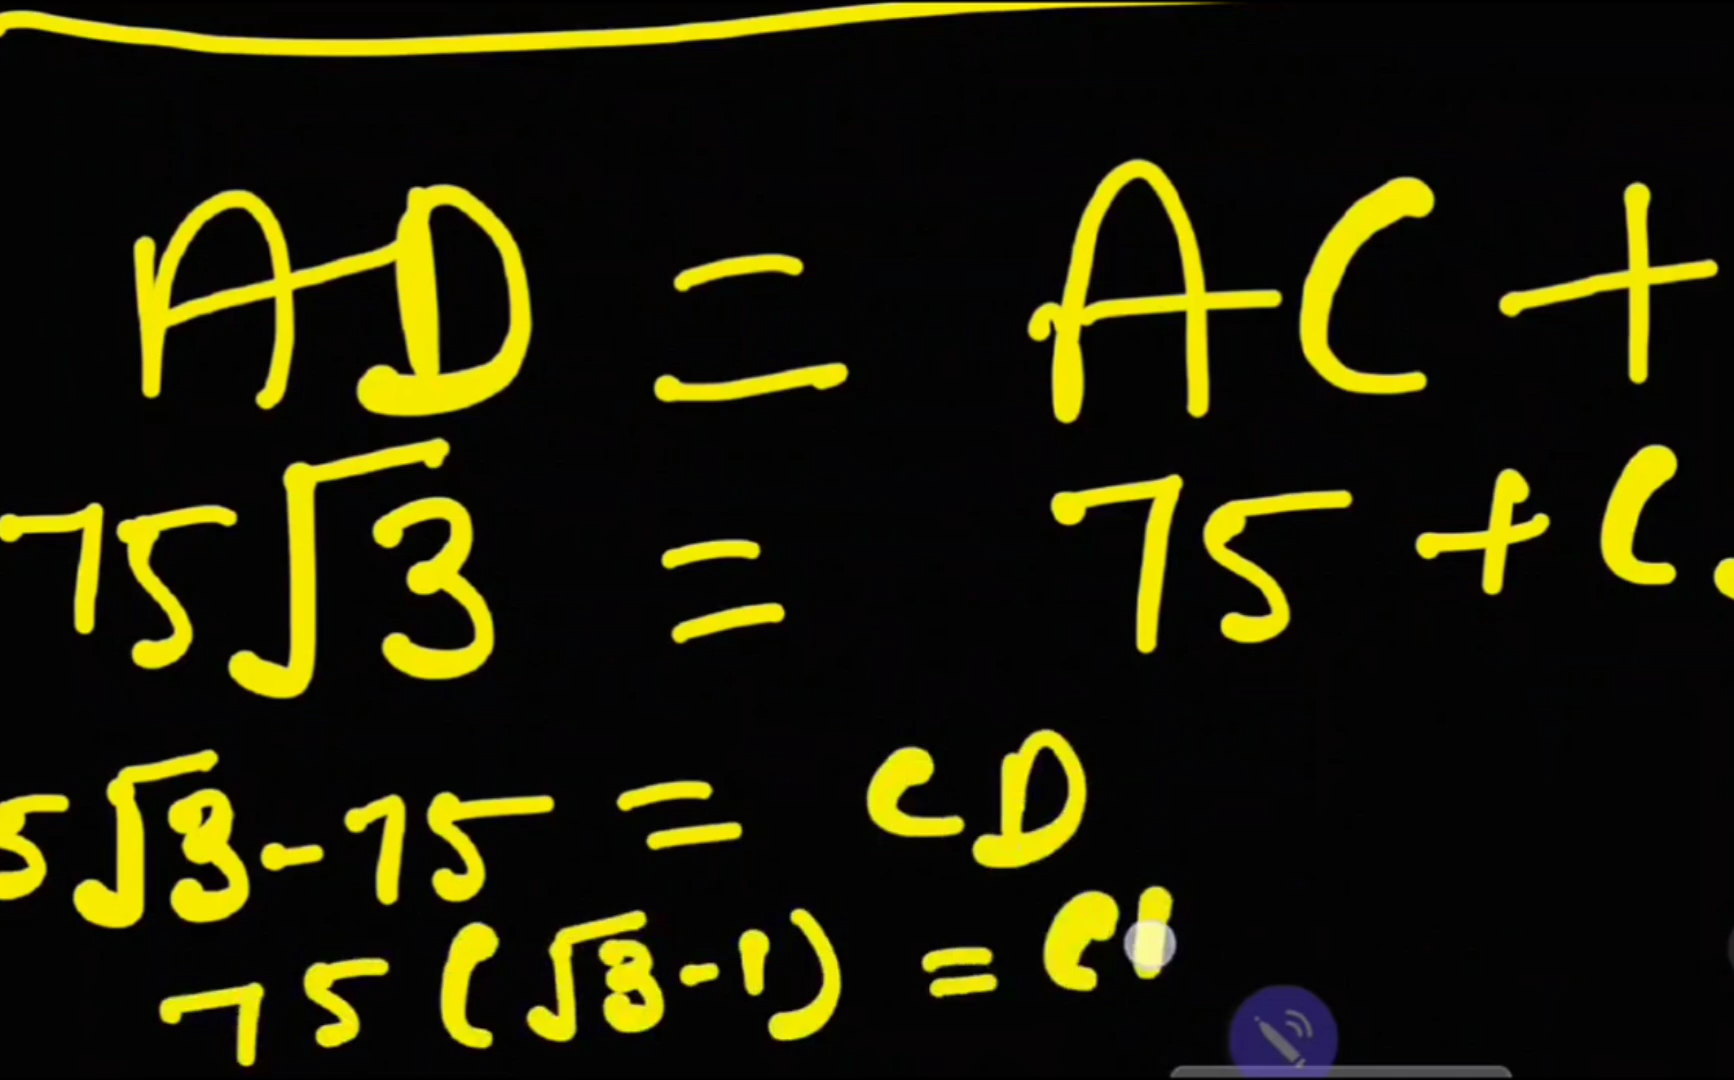 AD = AC +
75√3 = 75 + C
5√3 - 75 = CD
75(√3 - 1) = C